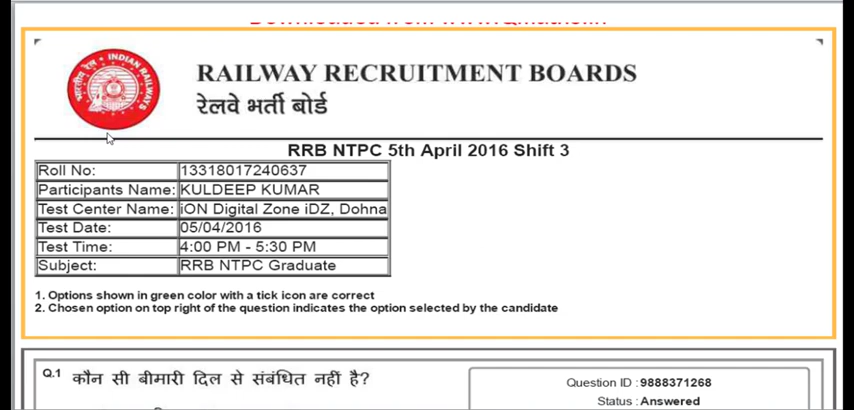 INDIAN RAILWAYS
भारतीय रेल
RAILWAY RECRUITMENT BOARDS
रेलवे भर्ती बोर्ड
RRB NTPC 5th April 2016 Shift 3
Roll No: 13318017240637
Participants Name: KULDEEP KUMAR
Test Center Name: iON Digital Zone iDZ, Dohna
Test Date: 05/04/2016
Test Time: 4:00 PM - 5:30 PM
Subject: RRB NTPC Graduate
1. Options shown in green color with a tick icon are correct
2. Chosen option on top right of the question indicates the option selected by the candidate
Q.1 कौन सी बीमारी दिल से संबंधित नहीं है?
Question ID : 9888371268
Status : Answered